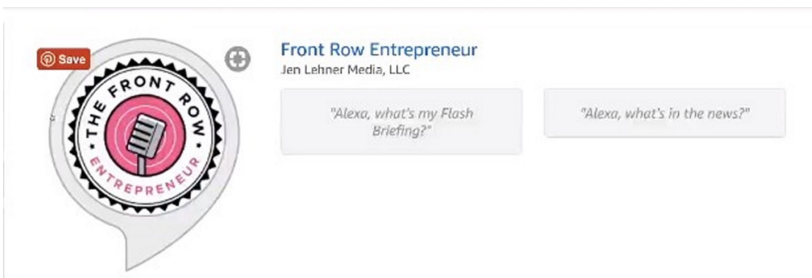 Save
THE FRONT ROW
ENTREPRENEUR
Front Row Entrepreneur
Jen Lehner Media, LLC
"Alexa, what's my Flash
Briefing?"
"Alexa, what's in the news?"